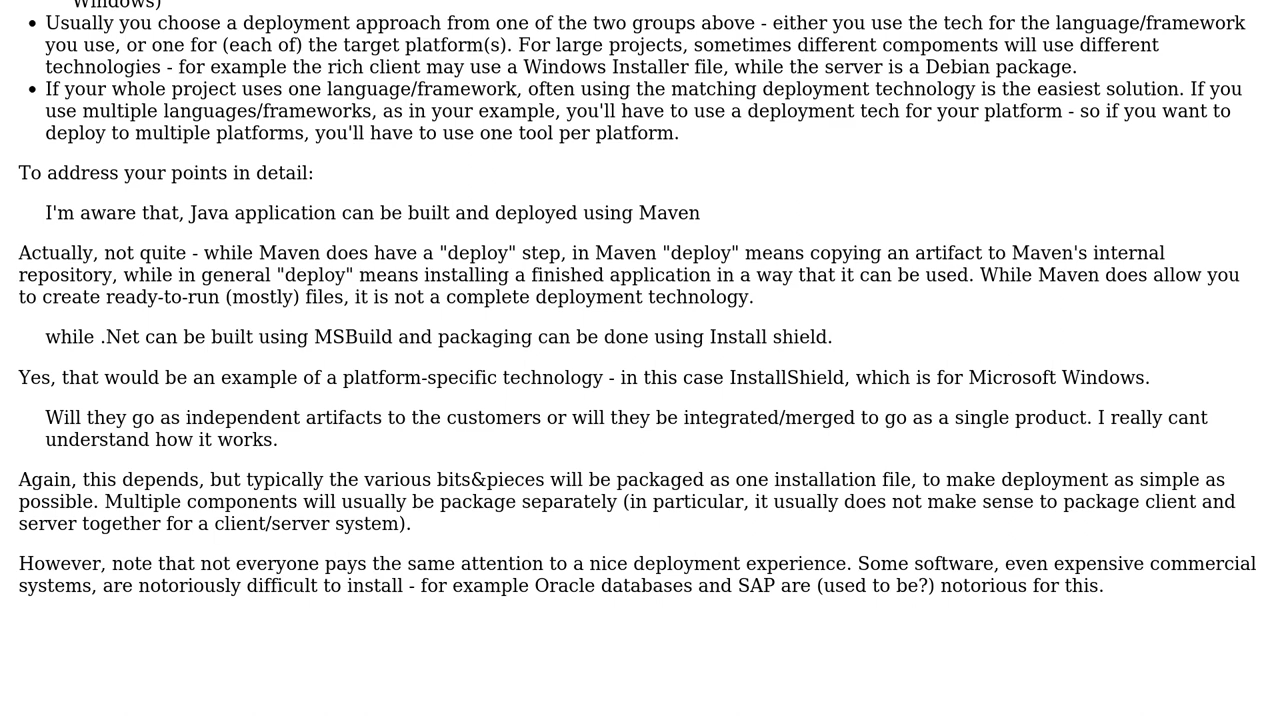 Windows)
Usually you choose a deployment approach from one of the two groups above - either you use the tech for the language/framework
you use, or one for (each of) the target platform(s). For large projects, sometimes different compoments will use different
technologies - for example the rich client may use a Windows Installer file, while the server is a Debian package.
If your whole project uses one language/framework, often using the matching deployment technology is the easiest solution. If you
use multiple languages/frameworks, as in your example, you'll have to use a deployment tech for your platform - so if you want to
deploy to multiple platforms, you'll have to use one tool per platform.
To address your points in detail:
I'm aware that, Java application can be built and deployed using Maven
Actually, not quite - while Maven does have a "deploy" step, in Maven "deploy" means copying an artifact to Maven's internal
repository, while in general "deploy" means installing a finished application in a way that it can be used. While Maven does allow you
to create ready-to-run (mostly) files, it is not a complete deployment technology.
while .Net can be built using MSBuild and packaging can be done using Install shield.
Yes, that would be an example of a platform-specific technology - in this case InstallShield, which is for Microsoft Windows.
Will they go as independent artifacts to the customers or will they be integrated/merged to go as a single product. I really cant
understand how it works.
Again, this depends, but typically the various bits&pieces will be packaged as one installation file, to make deployment as simple as
possible. Multiple components will usually be package separately (in particular, it usually does not make sense to package client and
server together for a client/server system).
However, note that not everyone pays the same attention to a nice deployment experience. Some software, even expensive commercial
systems, are notoriously difficult to install - for example Oracle databases and SAP are (used to be?) notorious for this.